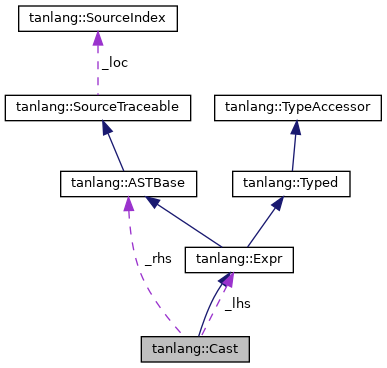 tanlang::SourceIndex
_loc
tanlang::SourceTraceable
tanlang::TypeAccessor
tanlang::ASTBase
tanlang::Typed
_rhs
tanlang::Expr
_lhs
tanlang::Cast